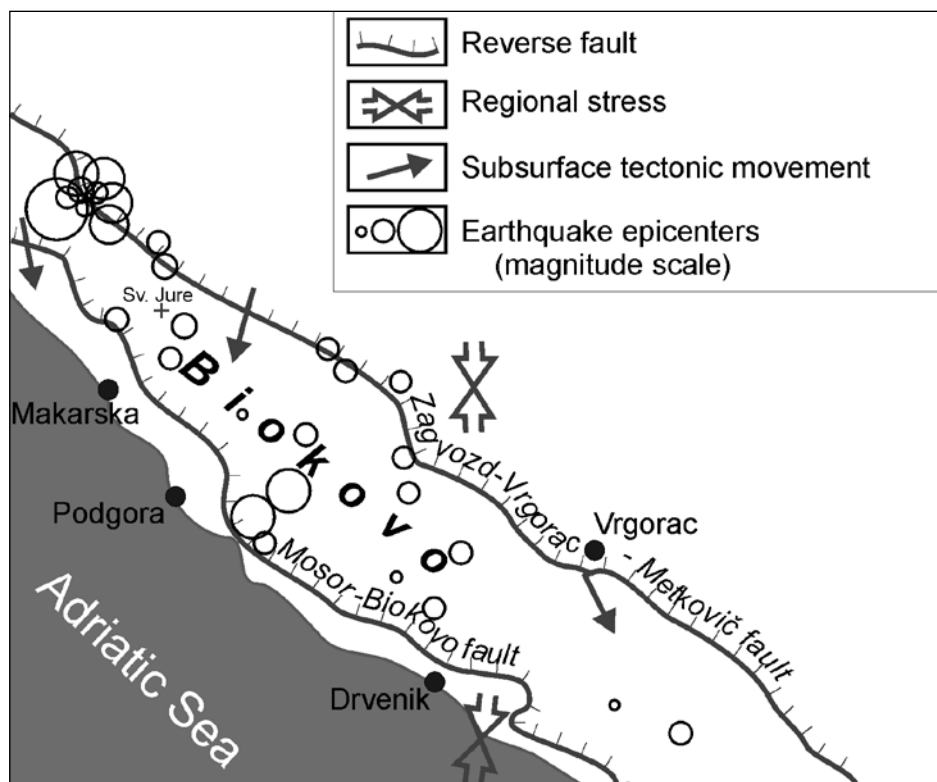 Reverse fault
Regional stress
Subsurface tectonic movement
Earthquake epicenters
(magnitude scale)
Sv. Jure
Biokovo
Makarska
Zagvozd-Vrgorac - Metkovič fault
Podgora
Vrgorac
Mosor-Biokovo fault
Adriatic Sea
Drvenik